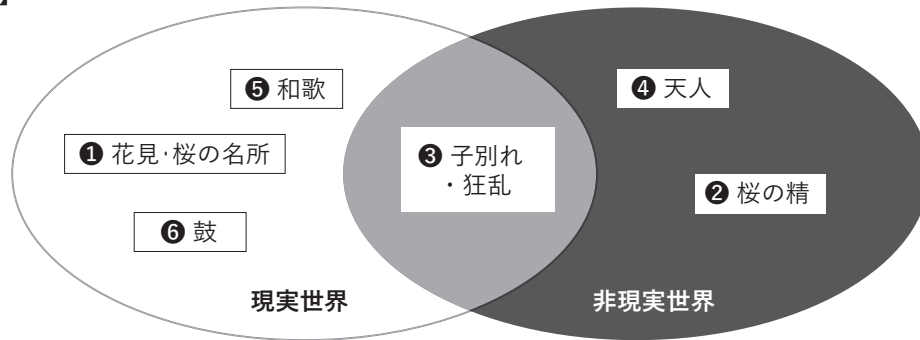 ❺ 和歌
❹ 天人
❶ 花見・桜の名所
❸ 子別れ
・狂乱
❷ 桜の精
❻ 鼓
現実世界
非現実世界